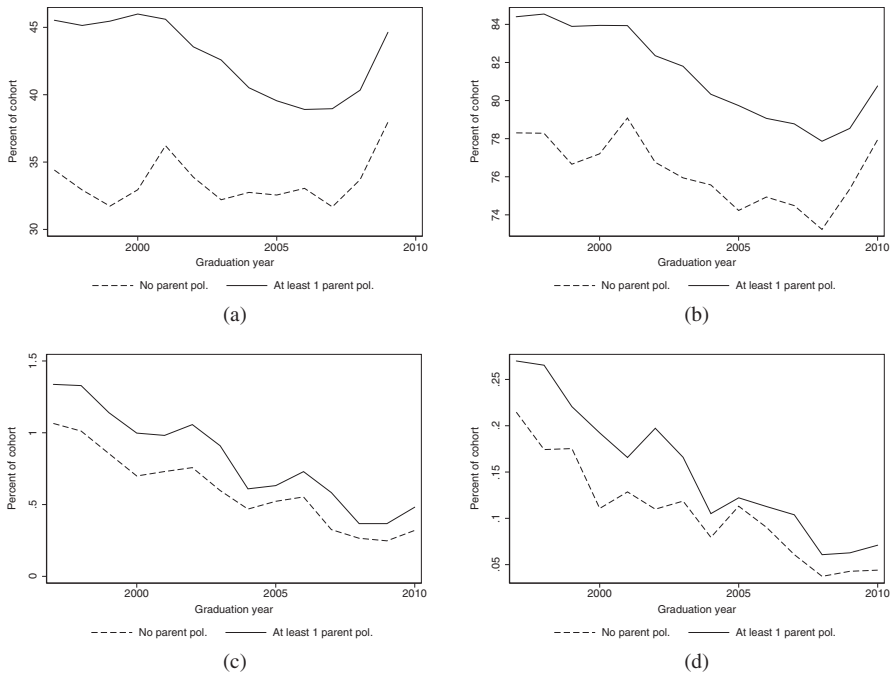 Percent of cohort
45
40
35
30
2000
2005
2010
Graduation year
No parent pol.
At least 1 parent pol.
(a)
Percent of cohort
84
82
80
78
76
74
2000
2005
2010
Graduation year
No parent pol.
At least 1 parent pol.
(b)
Percent of cohort
1.5
1
.5
0
2000
2005
2010
Graduation year
No parent pol.
At least 1 parent pol.
(c)
Percent of cohort
.25
.2
.15
.1
.05
2000
2005
2010
Graduation year
No parent pol.
At least 1 parent pol.
(d)